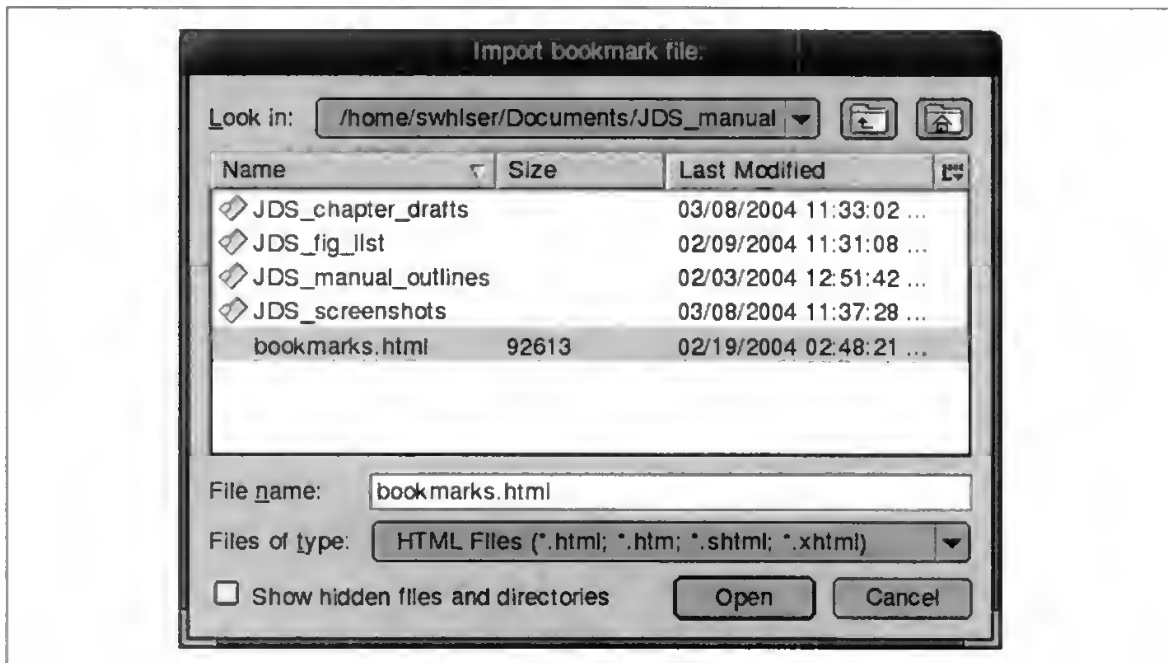 Import bookmark file:
Look in: /home/swhiser/Documents/JDS_manual
Name Size Last Modified
JDS_chapter_drafts 03/08/2004 11:33:02 ...
JDS_fig_list 02/09/2004 11:31:08 ...
JDS_manual_outlines 02/03/2004 12:51:42 ...
JDS_screenshots 03/08/2004 11:37:28 ...
bookmarks.html 92613 02/19/2004 02:48:21 ...
File name: bookmarks.html
Files of type: HTML Files (*.html; *.htm; *.shtml; *.xhtml)
Show hidden files and directories Open Cancel